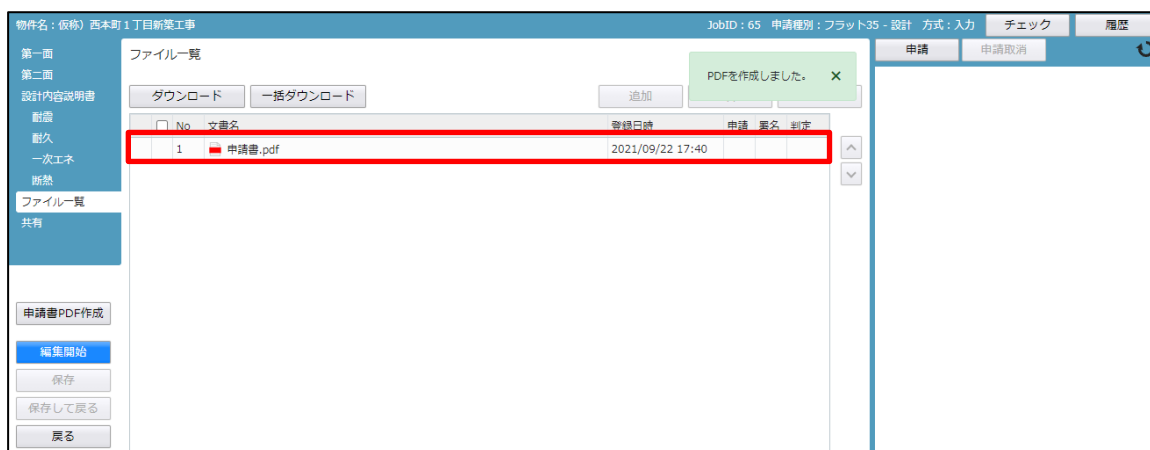 物件名：仮称）西本町１丁目新築工事
JobID：65 申請種別：フラット35 - 設計 方式：入力
チェック
履歴
第一面
第二面
設計内容説明書
耐震
耐久
一次エネ
断熱
ファイル一覧
共有
申請書PDF作成
編集開始
保存
保存して戻る
戻る
ファイル一覧
PDFを作成しました。 ×
ダウンロード
一括ダウンロード
追加
No 文書名 登録日時 申請 署名 判定
1 申請書.pdf 2021/09/22 17:40
申請
申請取消